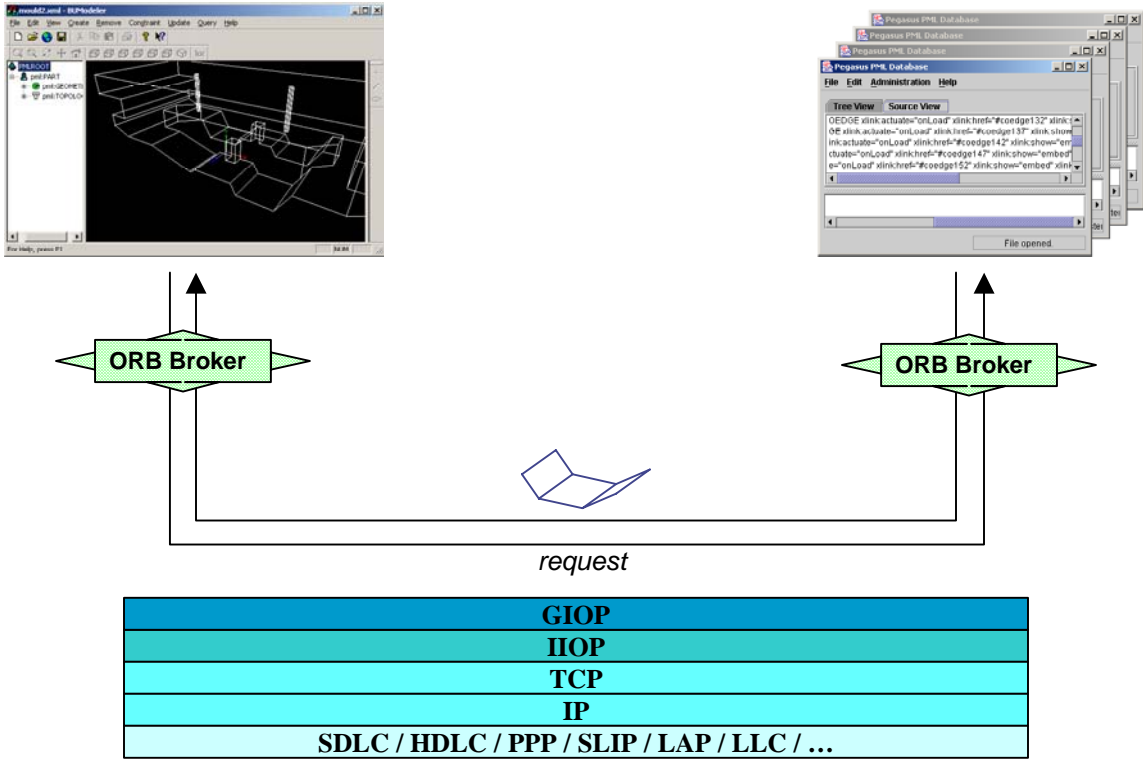 mould2.xml - BUModeler
File Edit View Create Remove Constraint Update Query Help
PMLROOT
pml:PART
pml:GEOMET
pml:TOPOLO
For Help, press F1
NUM
Pegasus PML Database
Pegasus PML Database
Pegasus PML Database
Pegasus PML Database
File Edit Administration Help
Tree View Source View
OEDGE xlink:actuate="onLoad" xlink:href="#coedge132" xlink:s
GE xlink:actuate="onLoad" xlink:href="#coedge137" xlink:show
ink:actuate="onLoad" xlink:href="#coedge142" xlink:show="em
ctuate="onLoad" xlink:href="#coedge147" xlink:show="embed"
e="onLoad" xlink:href="#coedge152" xlink:show="embed" xlink
File opened.
ORB Broker
ORB Broker
request
GIOP
IIOP
TCP
IP
SDLC / HDLC / PPP / SLIP / LAP / LLC / …